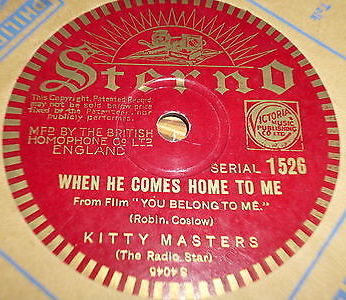 Sterno
This Copyright Patented Record
may not be sold below price
fixed by the Patentees, nor
publicly performed.
VICTORIA
MUSIC
PUBLISHING
CO LTD
MFD BY THE BRITISH
HOMOPHONE CO LTD
ENGLAND
SERIAL 1526
WHEN HE COMES HOME TO ME
From Film "YOU BELONG TO ME."
(Robin, Coslow)
KITTY MASTERS
(The Radio Star)
S 4045